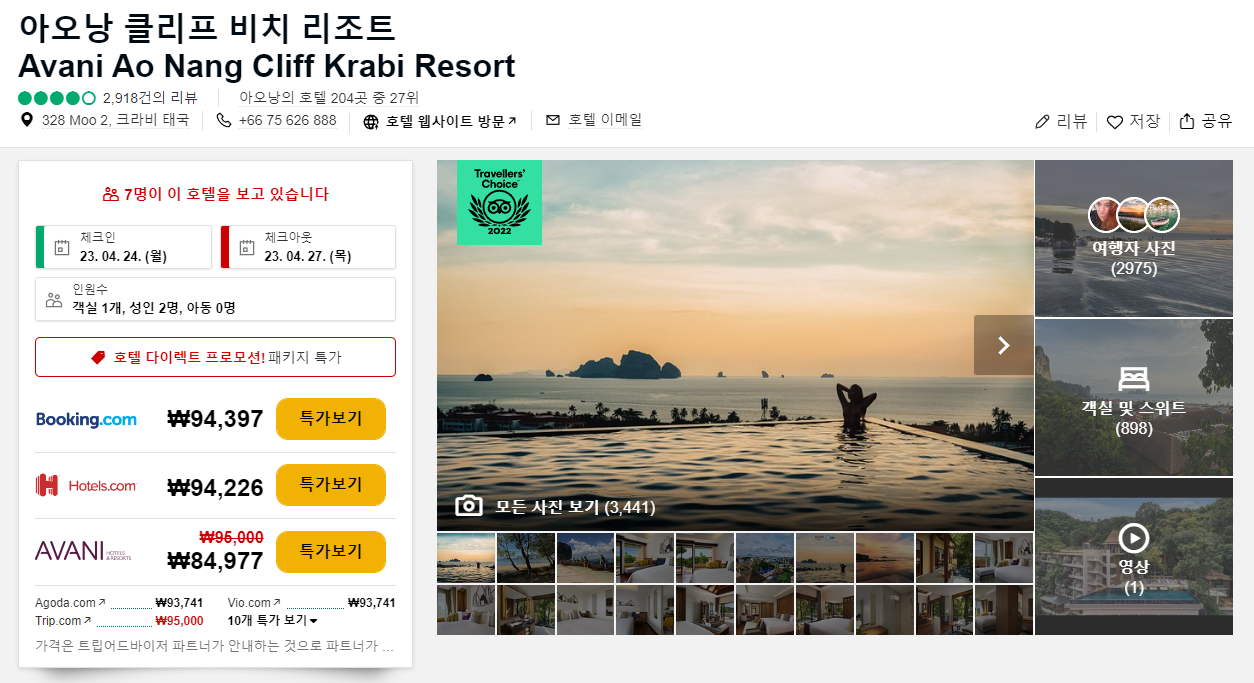 아오낭 클리프 비치 리조트
Avani Ao Nang Cliff Krabi Resort
2,918건의 리뷰 아오낭의 호텔 204곳 중 27위
328 Moo 2, 크라비 태국 +66 75 626 888 호텔 웹사이트 방문↗ 호텔 이메일 리뷰 저장 공유
7명이 이 호텔을 보고 있습니다
체크인
23. 04. 24. (월)
체크아웃
23. 04. 27. (목)
인원수
객실 1개, 성인 2명, 아동 0명
호텔 다이렉트 프로모션! 패키지 특가
Booking.com ₩94,397 특가보기
Hotels.com ₩94,226 특가보기
₩95,000
AVANI HOTELS & RESORTS ₩84,977 특가보기
Agoda.com↗ ₩93,741 Vio.com↗ ₩93,741
Trip.com↗ ₩95,000 10개 특가 보기
가격은 트립어드바이저 파트너가 안내하는 것으로 파트너가 ...
Travellers'
Choice
2022
모든 사진 보기 (3,441)
여행자 사진
(2975)
객실 및 스위트
(898)
영상
(1)